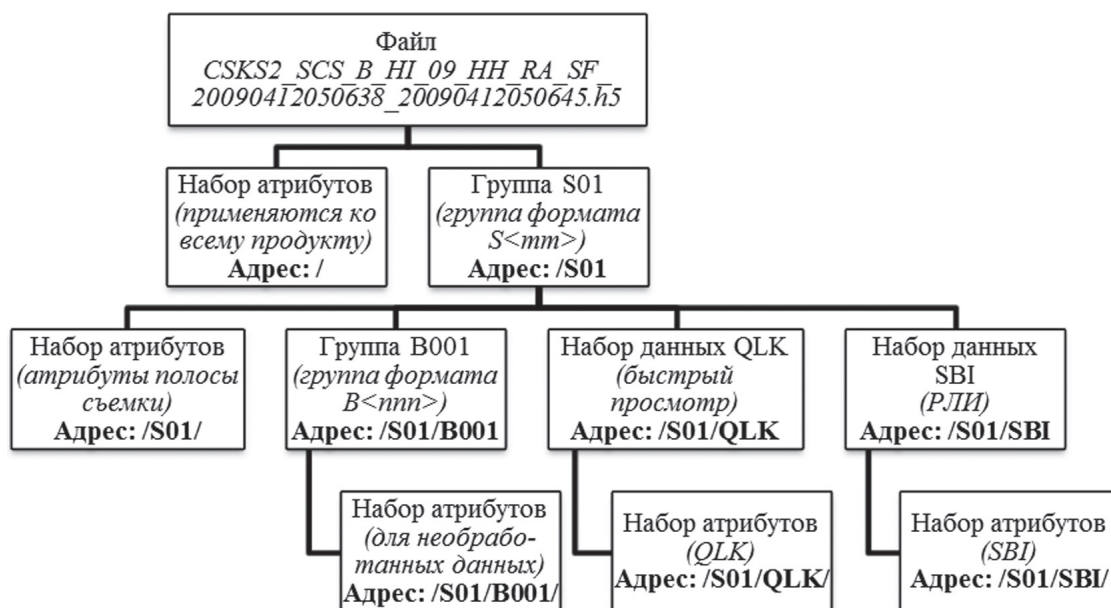 Файл
CSKS2_SCS_B_HI_09_HH_RA_SF_
20090412050638_20090412050645.h5
Набор атрибутов
(применяются ко
всему продукту)
Адрес: /
Группа S01
(группа формата
S<mm>)
Адрес: /S01
Набор атрибутов
(атрибуты полосы
съемки)
Адрес: /S01/
Группа B001
(группа формата
B<nnn>)
Адрес: /S01/B001
Набор данных QLK
(быстрый
просмотр)
Адрес: /S01/QLK
Набор данных
SBI
(РЛИ)
Адрес: /S01/SBI
Набор атрибутов
(для необрабо-
танных данных)
Адрес: /S01/B001/
Набор атрибутов
(QLK)
Адрес: /S01/QLK/
Набор атрибутов
(SBI)
Адрес: /S01/SBI/